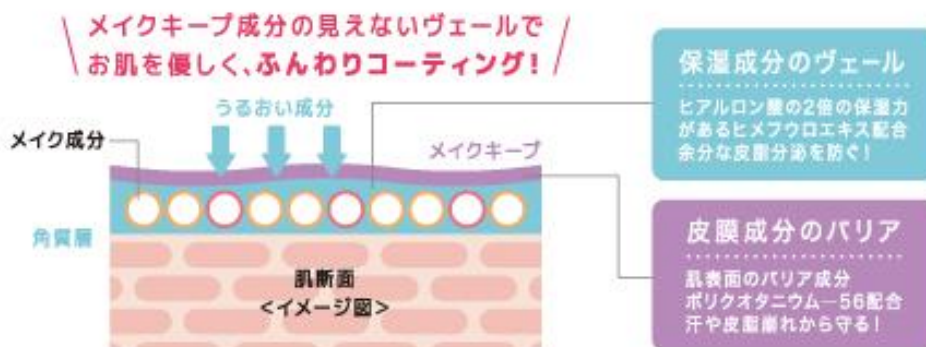 メイクキープ成分の見えないヴェールで
お肌を優しく、ふんわりコーティング!
うるおい成分
メイク成分
メイクキープ
角質層
肌断面
<イメージ図>
保湿成分のヴェール
ヒアルロン酸の2倍の保湿力
があるヒメフウロエキス配合
余分な皮脂分泌を防ぐ!
皮膜成分のバリア
肌表面のバリア成分
ポリクオタニウム―56配合
汗や皮脂崩れから守る!